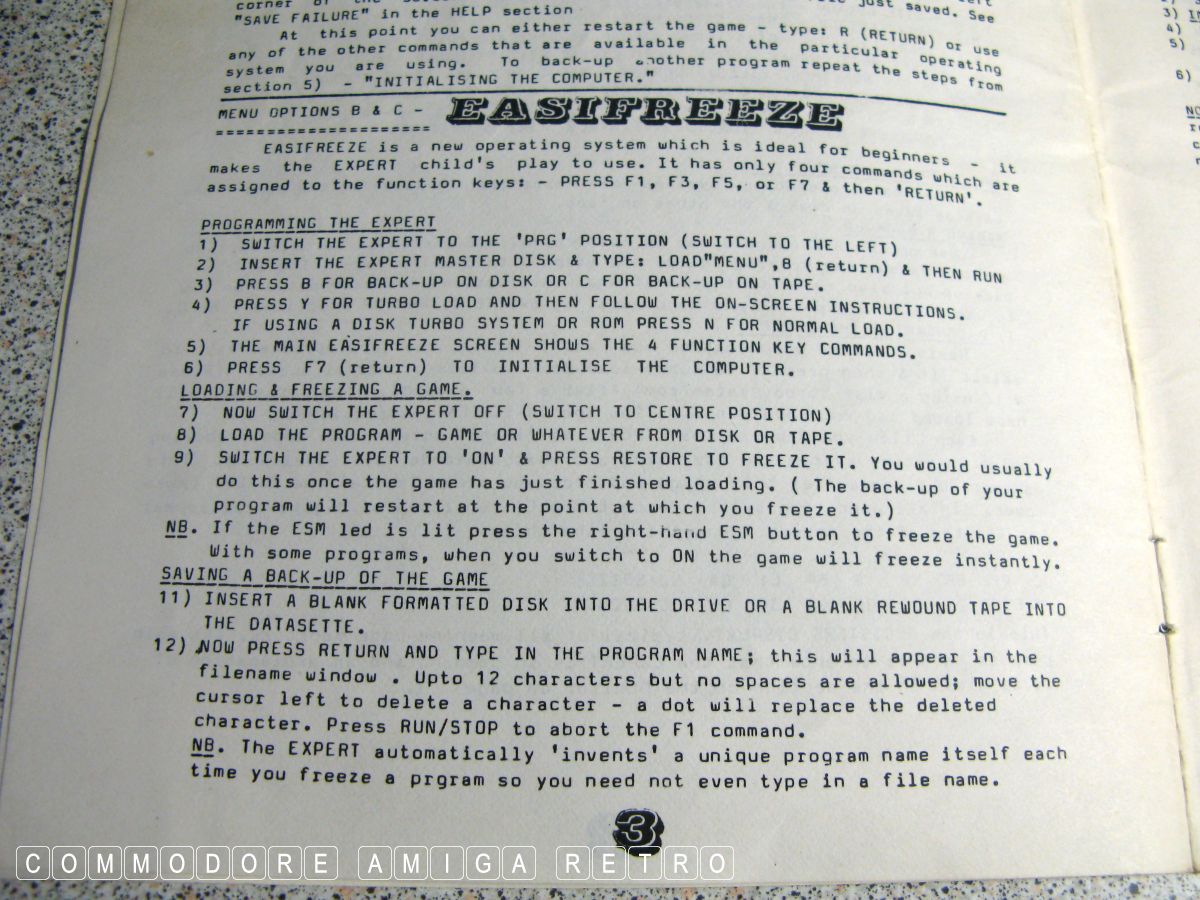 corner of the left
just saved. See
"SAVE FAILURE" in the HELP section
At this point you can either restart the game - type: R (RETURN) or use
any of the other commands that are available in the particular operating
system you are using. To back-up another program repeat the steps from
section 5) - "INITIALISING THE COMPUTER."
MENU OPTIONS B & C - EASIFREEZE
EASIFREEZE is a new operating system which is ideal for beginners - it
makes the EXPERT child's play to use. It has only four commands which are
assigned to the function keys: - PRESS F1, F3, F5, or F7 & then 'RETURN'.
PROGRAMMING THE EXPERT
1) SWITCH THE EXPERT TO THE 'PRG' POSITION (SWITCH TO THE LEFT)
2) INSERT THE EXPERT MASTER DISK & TYPE: LOAD"MENU",8 (return) & THEN RUN
3) PRESS B FOR BACK-UP ON DISK OR C FOR BACK-UP ON TAPE.
4) PRESS Y FOR TURBO LOAD AND THEN FOLLOW THE ON-SCREEN INSTRUCTIONS.
IF USING A DISK TURBO SYSTEM OR ROM PRESS N FOR NORMAL LOAD.
5) THE MAIN EASIFREEZE SCREEN SHOWS THE 4 FUNCTION KEY COMMANDS.
6) PRESS F7 (return) TO INITIALISE THE COMPUTER.
LOADING & FREEZING A GAME.
7) NOW SWITCH THE EXPERT OFF (SWITCH TO CENTRE POSITION)
8) LOAD THE PROGRAM - GAME OR WHATEVER FROM DISK OR TAPE.
9) SWITCH THE EXPERT TO 'ON' & PRESS RESTORE TO FREEZE IT. You would usually
do this once the game has just finished loading. ( The back-up of your
program will restart at the point at which you freeze it.)
NB. If the ESM led is lit press the right-hand ESM button to freeze the game.
With some programs, when you switch to ON the game will freeze instantly.
SAVING A BACK-UP OF THE GAME
11) INSERT A BLANK FORMATTED DISK INTO THE DRIVE OR A BLANK REWOUND TAPE INTO
THE DATASETTE.
12) NOW PRESS RETURN AND TYPE IN THE PROGRAM NAME; this will appear in the
filename window . Upto 12 characters but no spaces are allowed; move the
cursor left to delete a character - a dot will replace the deleted
character. Press RUN/STOP to abort the F1 command.
NB. The EXPERT automatically 'invents' a unique program name itself each
time you freeze a prgram so you need not even type in a file name.
3
COMMODORE AMIGA RETRO
3)
4)
5)
6)